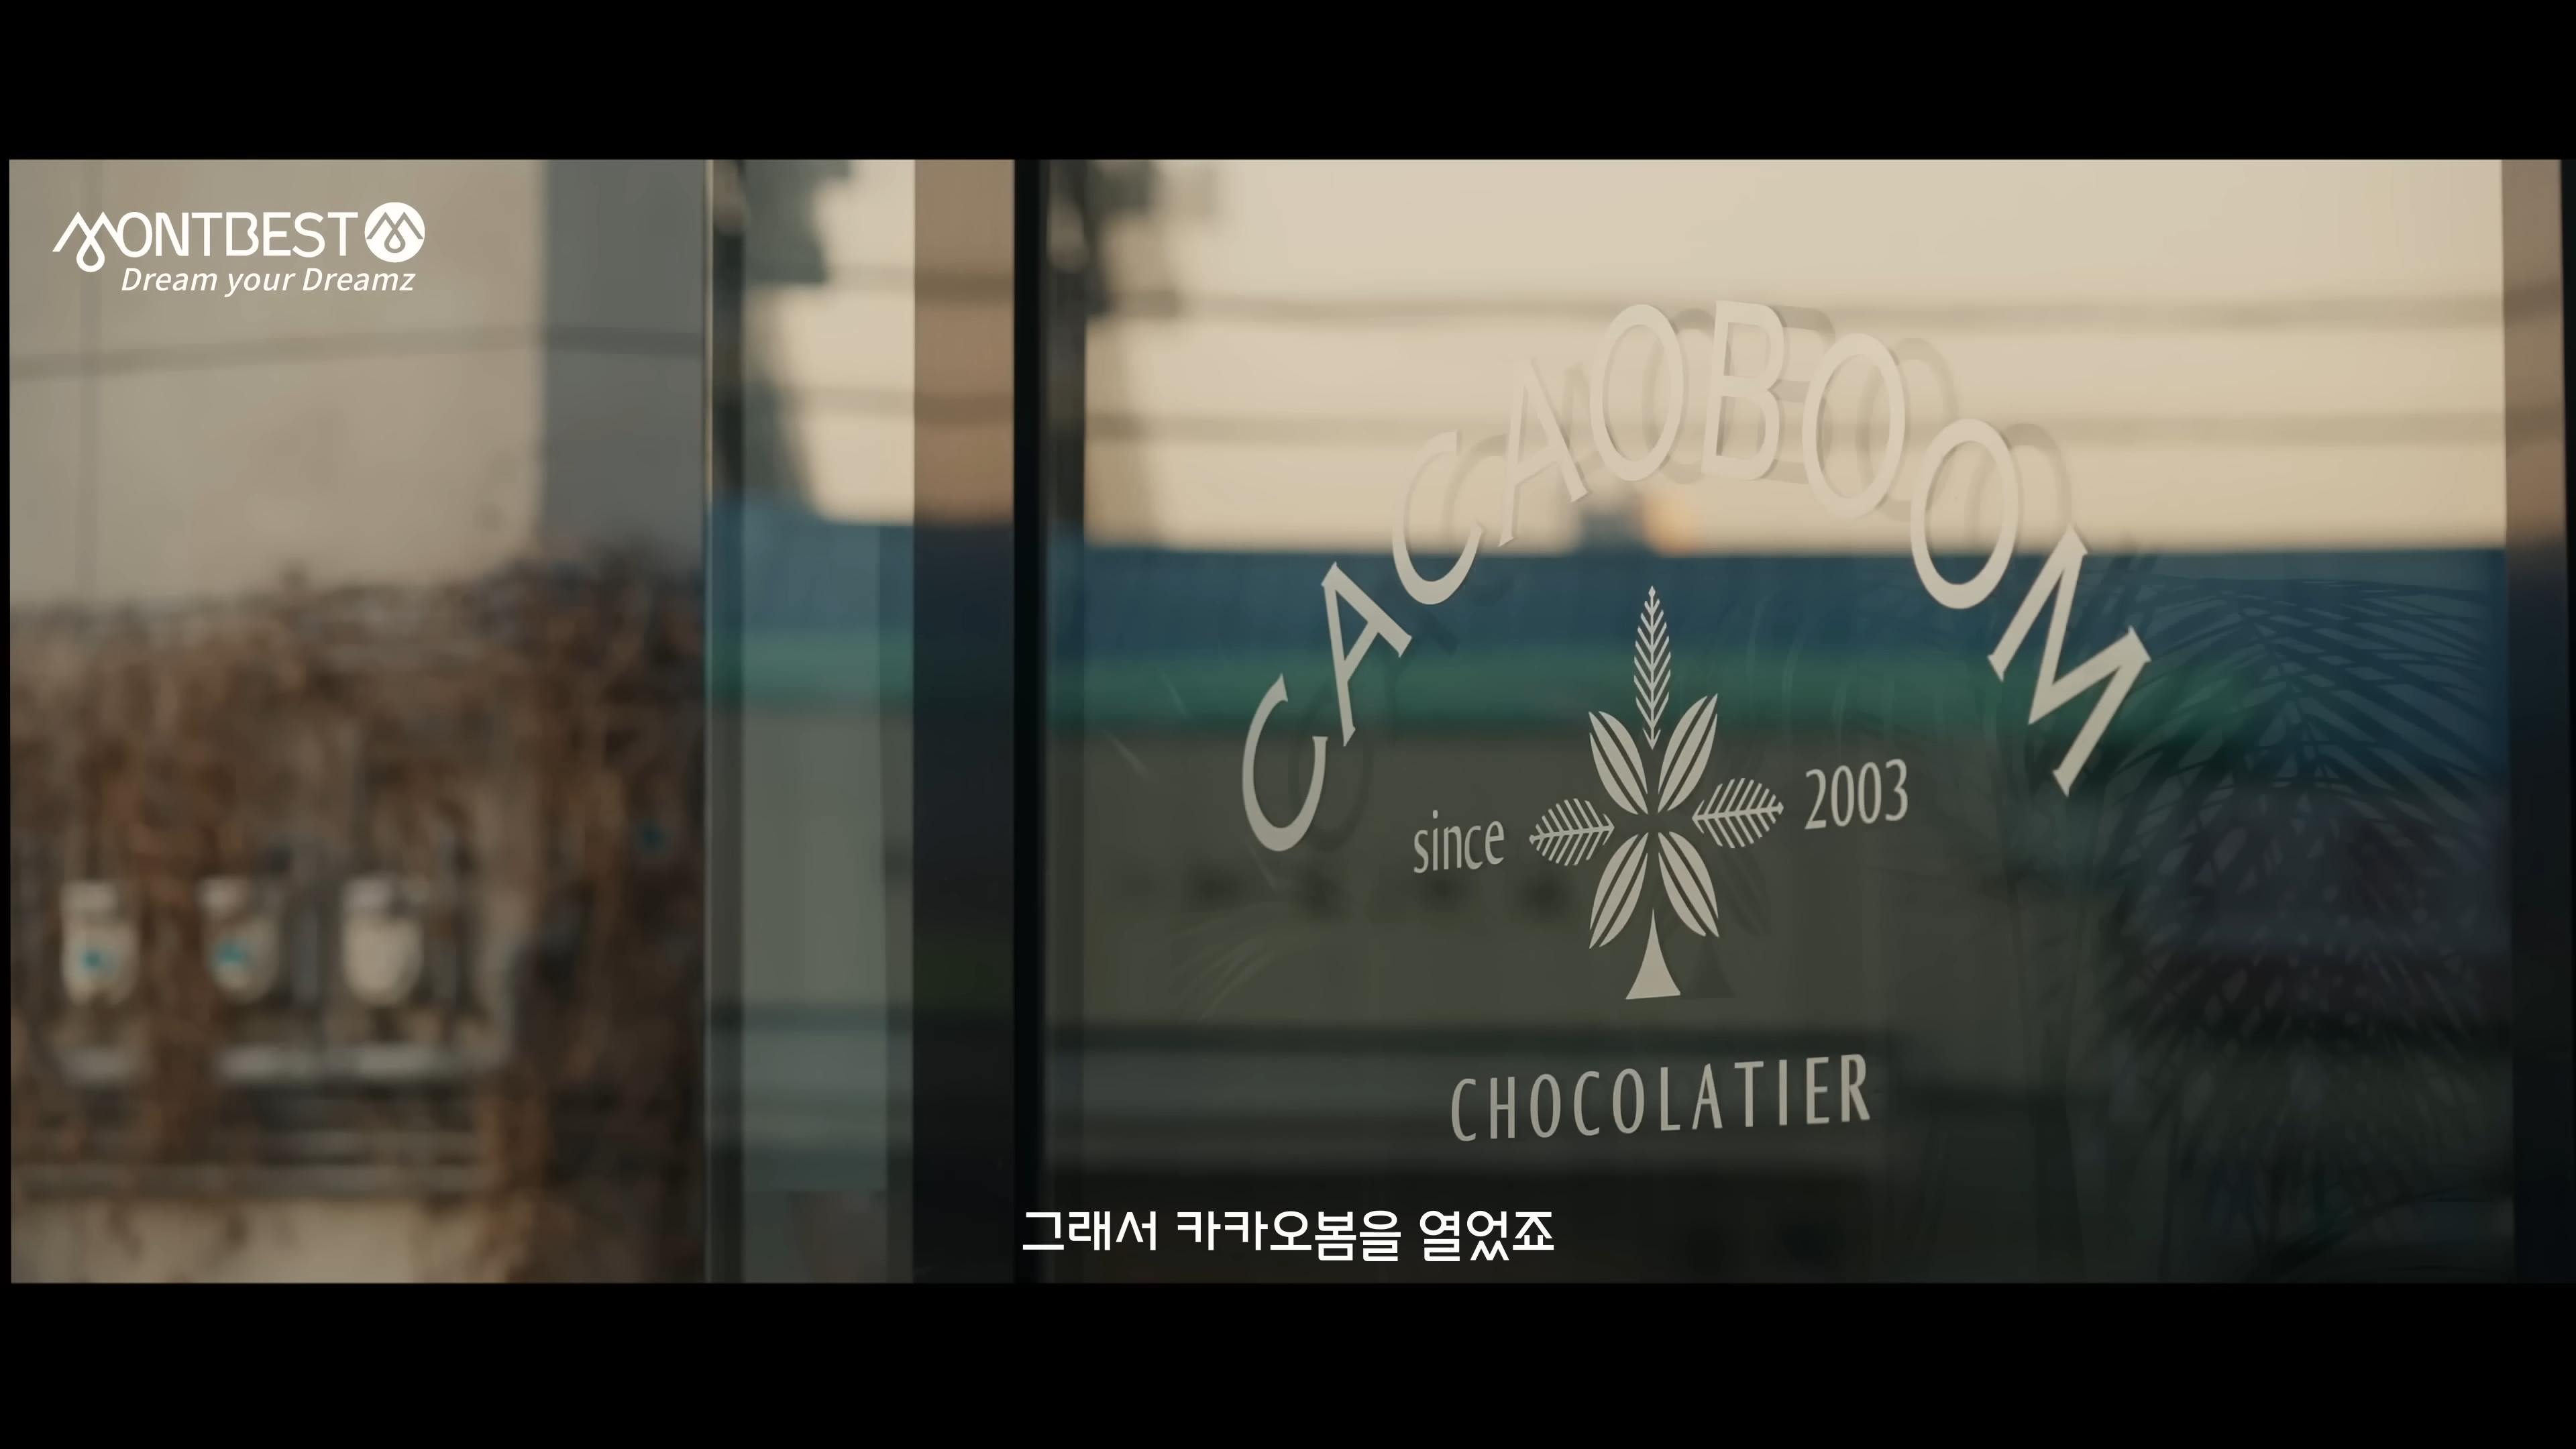 MONTBEST
Dream your Dreamz
CACAOBOOM
since 2003
CHOCOLATIER
그래서 카카오봄을 열었죠